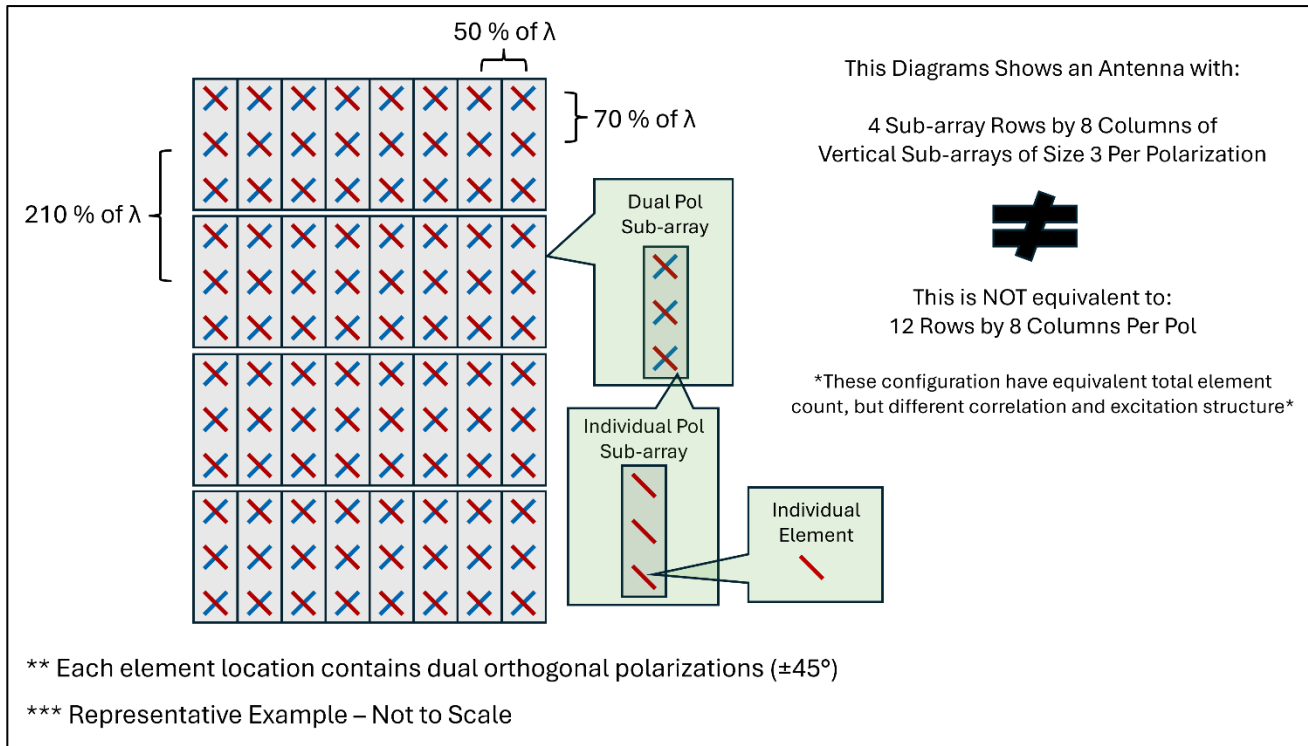 50 % of λ
70 % of λ
210 % of λ
Dual Pol
Sub-array
Individual Pol
Sub-array
Individual
Element
This Diagrams Shows an Antenna with:
4 Sub-array Rows by 8 Columns of
Vertical Sub-arrays of Size 3 Per Polarization
≠
This is NOT equivalent to:
12 Rows by 8 Columns Per Pol
*These configuration have equivalent total element
count, but different correlation and excitation structure*
** Each element location contains dual orthogonal polarizations (±45°)
*** Representative Example – Not to Scale